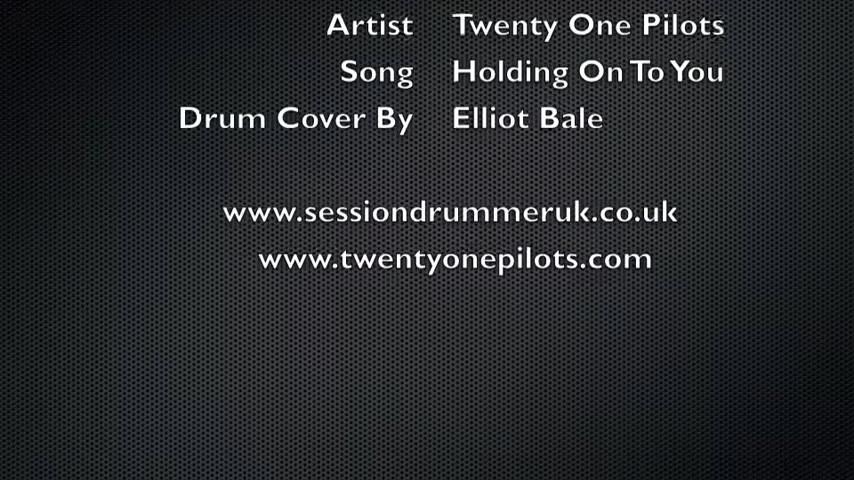 Artist Twenty One Pilots
Song Holding On To You
Drum Cover By Elliot Bale
www.sessiondrummeruk.co.uk
www.twentyonepilots.com